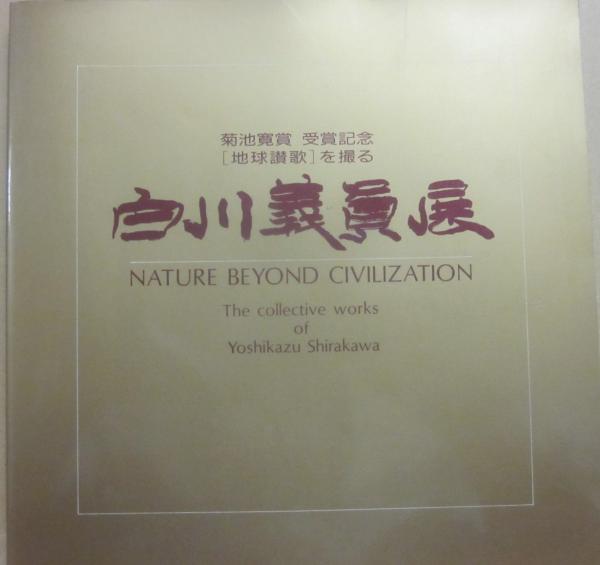 菊池寛賞 受賞記念
[地球讃歌]を撮る
白川義員展
NATURE BEYOND CIVILIZATION
The collective works
of
Yoshikazu Shirakawa